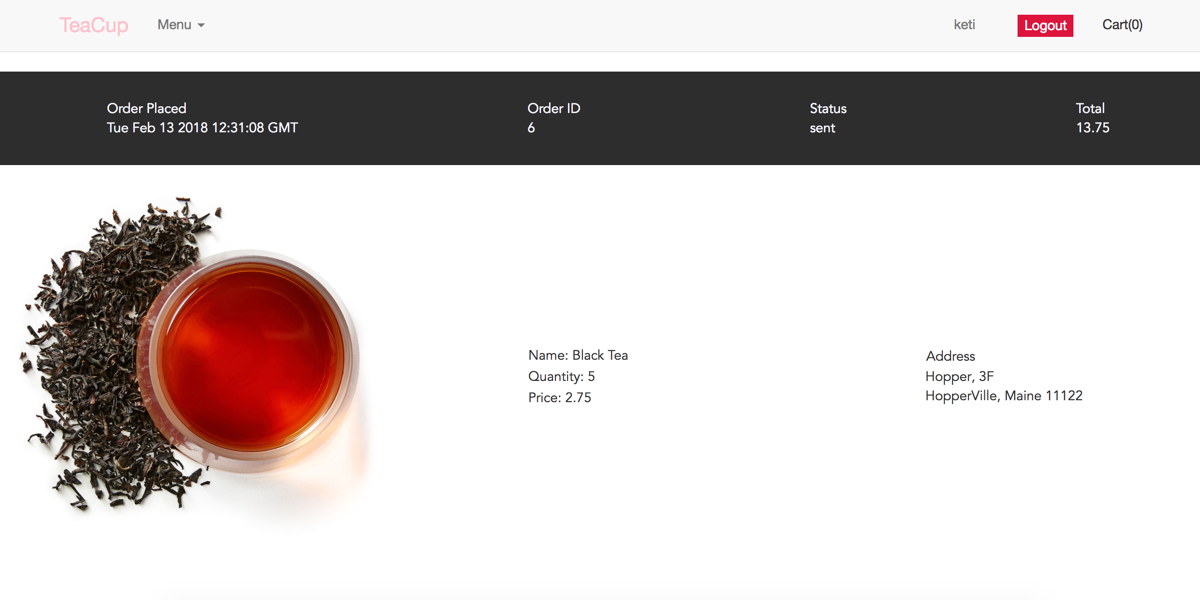 TeaCup Menu keti Logout Cart(0)
Order Placed
Tue Feb 13 2018 12:31:08 GMT
Order ID
6
Status
sent
Total
13.75
Name: Black Tea
Quantity: 5
Price: 2.75
Address
Hopper, 3F
HopperVille, Maine 11122